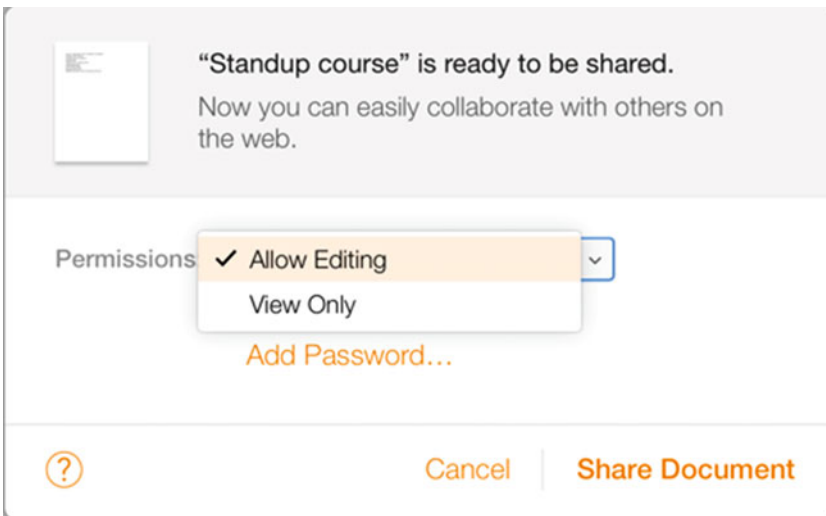 “Standup course” is ready to be shared.
Now you can easily collaborate with others on
the web.
Permissions
✓ Allow Editing
View Only
Add Password...
? Cancel Share Document